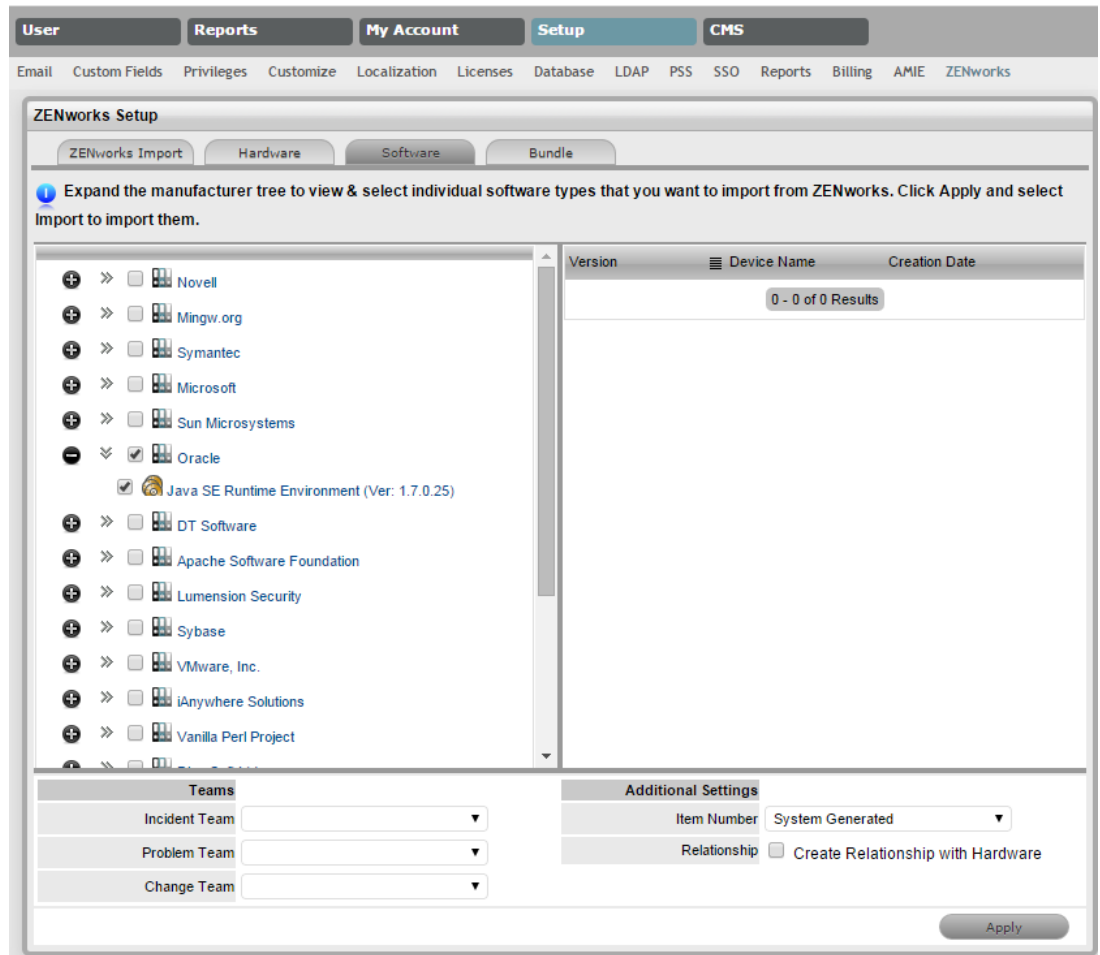 User Reports My Account Setup CMS
Email Custom Fields Privileges Customize Localization Licenses Database LDAP PSS SSO Reports Billing AMIE ZENworks
ZENworks Setup
ZENworks Import Hardware Software Bundle
Expand the manufacturer tree to view & select individual software types that you want to import from ZENworks. Click Apply and select
Import to import them.
Version Device Name Creation Date
0 - 0 of 0 Results
Novell
Mingw.org
Symantec
Microsoft
Sun Microsystems
Oracle
Java SE Runtime Environment (Ver: 1.7.0.25)
DT Software
Apache Software Foundation
Lumension Security
Sybase
VMware, Inc.
iAnywhere Solutions
Vanilla Perl Project
Teams
Incident Team
Problem Team
Change Team
Additional Settings
Item Number System Generated
Relationship Create Relationship with Hardware
Apply